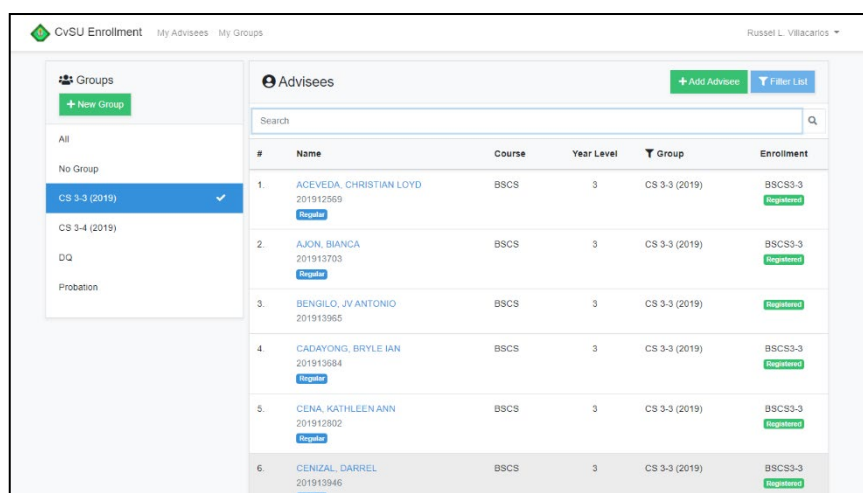 CvSU Enrollment My Advisees My Groups Russel L. Villacarlos
Groups
+ New Group
All
No Group
CS 3-3 (2019)
CS 3-4 (2019)
DQ
Probation
Advisees + Add Advisee Filter List
Search
# Name Course Year Level Group Enrollment
1. ACEVEDA, CHRISTIAN LOYD BSCS 3 CS 3-3 (2019) BSCS3-3
201912569 Registered
Regular
2. AJON, BIANCA BSCS 3 CS 3-3 (2019) BSCS3-3
201913703 Registered
Regular
3. BENGILO, JV ANTONIO BSCS 3 CS 3-3 (2019) Registered
201913965
4. CADAYONG, BRYLE IAN BSCS 3 CS 3-3 (2019) BSCS3-3
201913684 Registered
Regular
5. CENA, KATHLEEN ANN BSCS 3 CS 3-3 (2019) BSCS3-3
201912802 Registered
Regular
6. CENIZAL, DARREL BSCS 3 CS 3-3 (2019) BSCS3-3
201913946 Registered